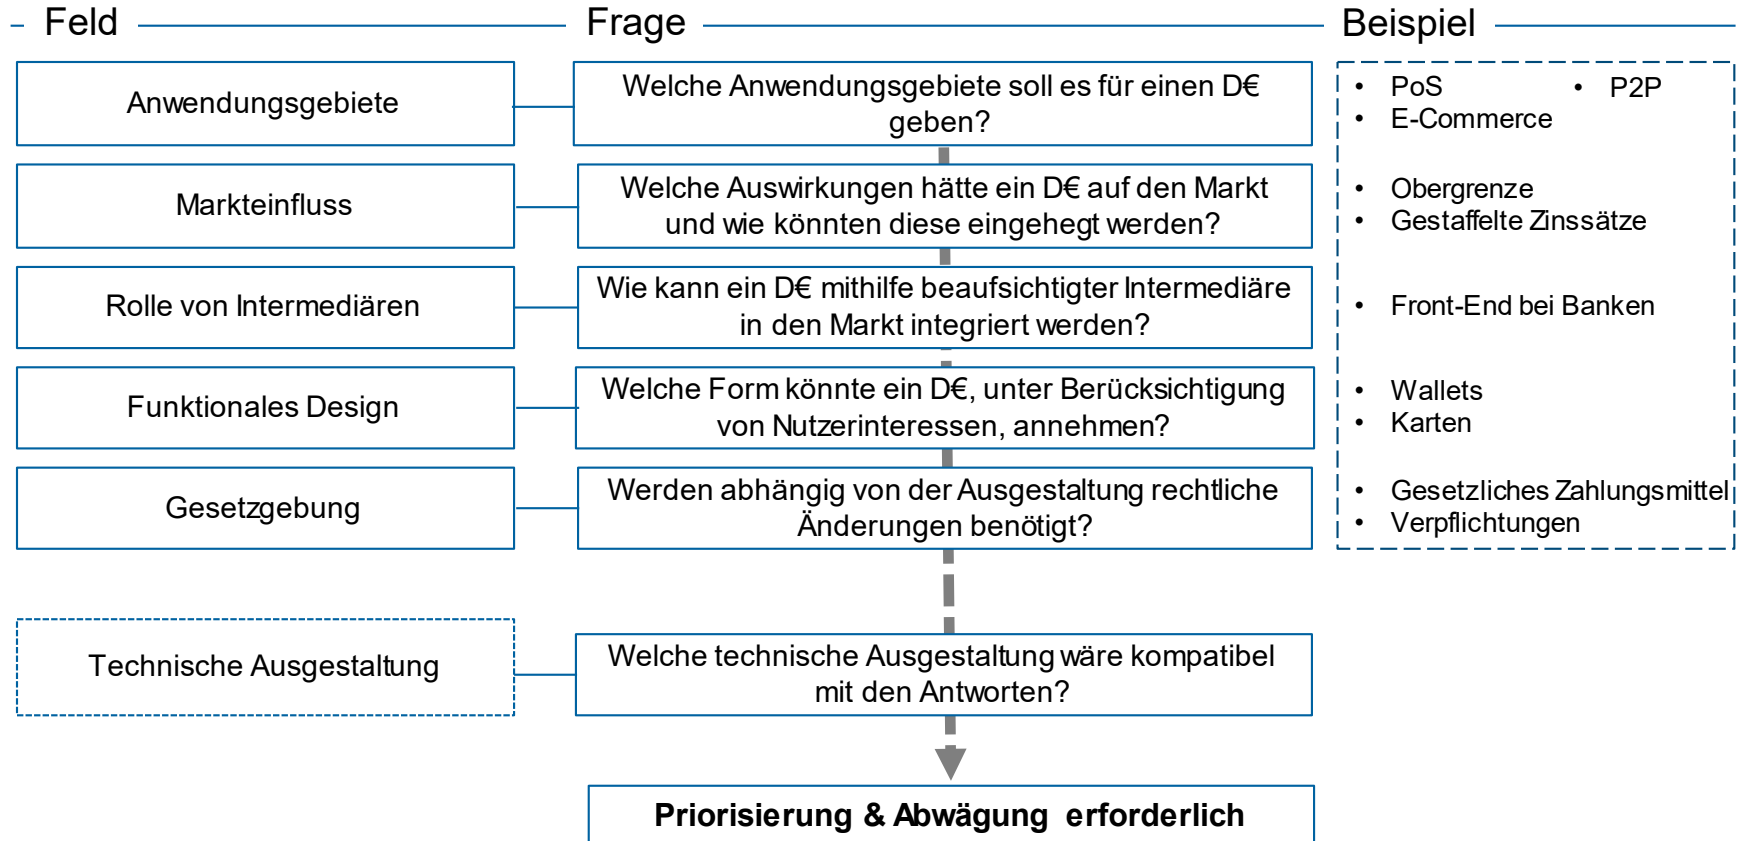 Feld
Frage
Beispiel
Anwendungsgebiete
Welche Anwendungsgebiete soll es für einen D€
geben?
• PoS
• P2P
• E-Commerce
Markteinfluss
Welche Auswirkungen hätte ein D€ auf den Markt
und wie könnten diese eingehegt werden?
• Obergrenze
• Gestaffelte Zinssätze
Rolle von Intermediären
Wie kann ein D€ mithilfe beaufsichtigter Intermediäre
in den Markt integriert werden?
• Front-End bei Banken
Funktionales Design
Welche Form könnte ein D€, unter Berücksichtigung
von Nutzerinteressen, annehmen?
• Wallets
• Karten
Gesetzgebung
Werden abhängig von der Ausgestaltung rechtliche
Änderungen benötigt?
• Gesetzliches Zahlungsmittel
• Verpflichtungen
Technische Ausgestaltung
Welche technische Ausgestaltung wäre kompatibel
mit den Antworten?
Priorisierung & Abwägung erforderlich